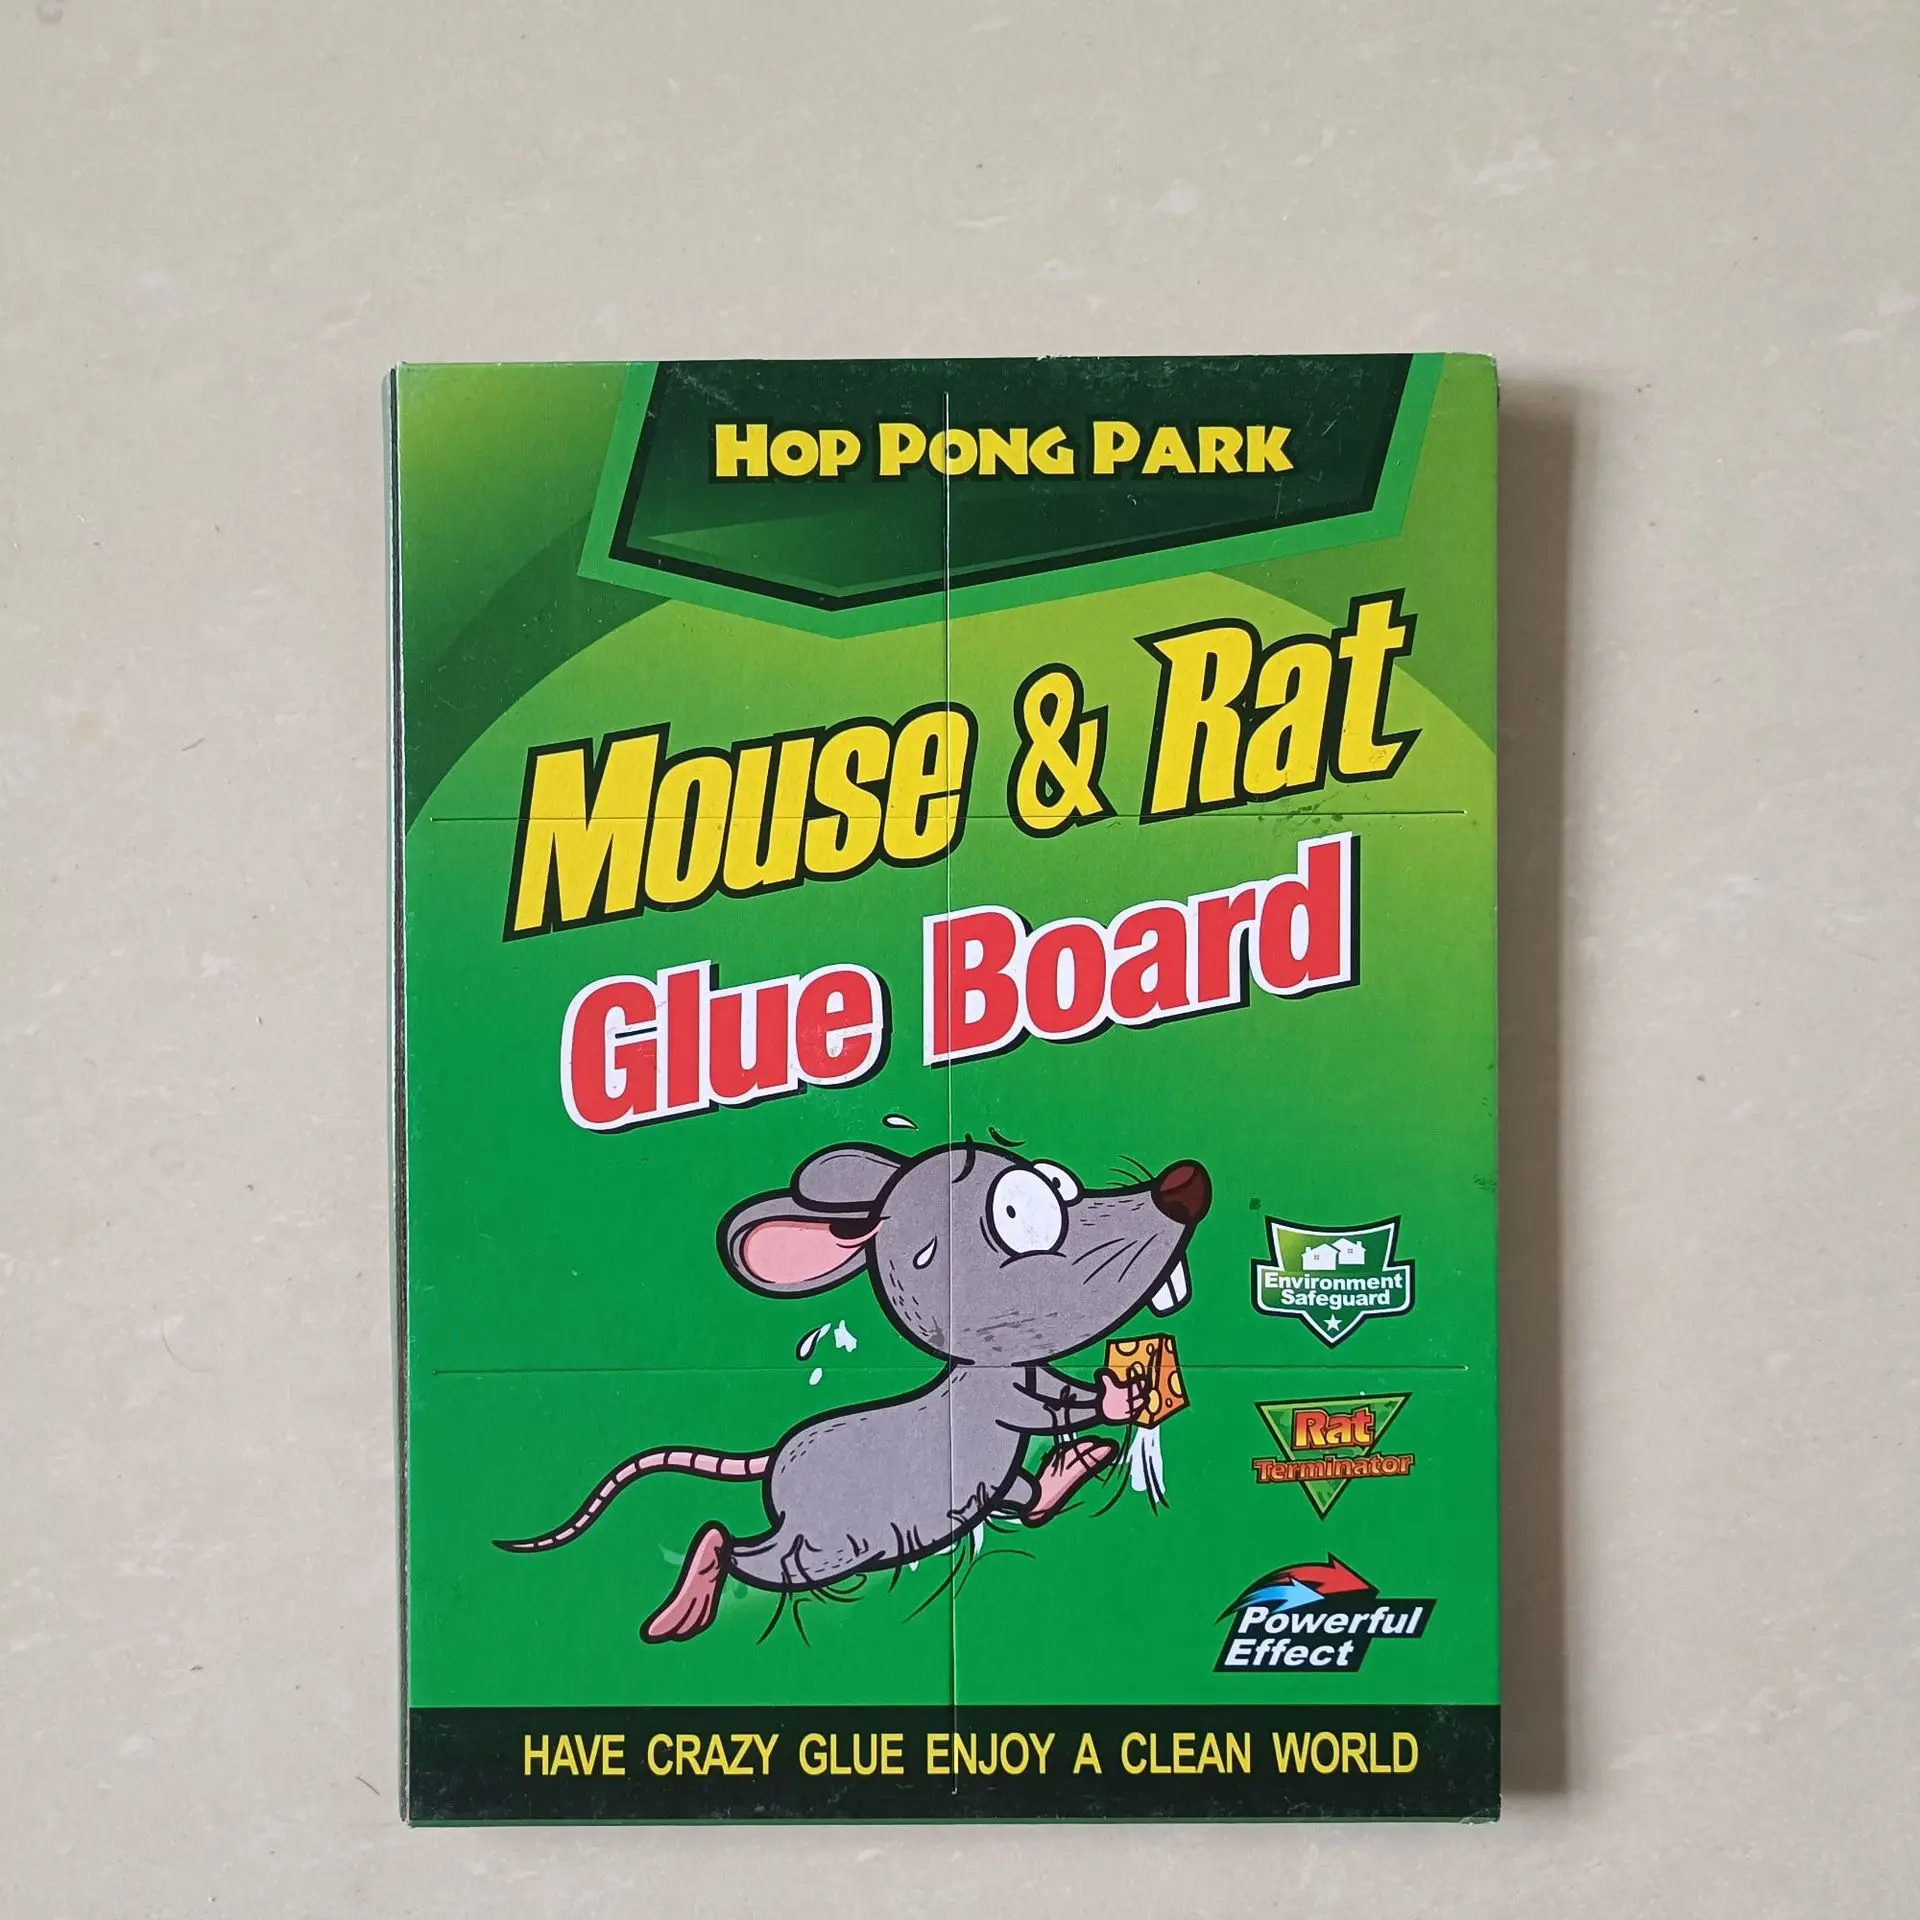 HOP PONG PARK
Mouse & Rat
Glue Board
Environment
Safeguard
Rat
Terminator
Powerful
Effect
HAVE CRAZY GLUE ENJOY A CLEAN WORLD